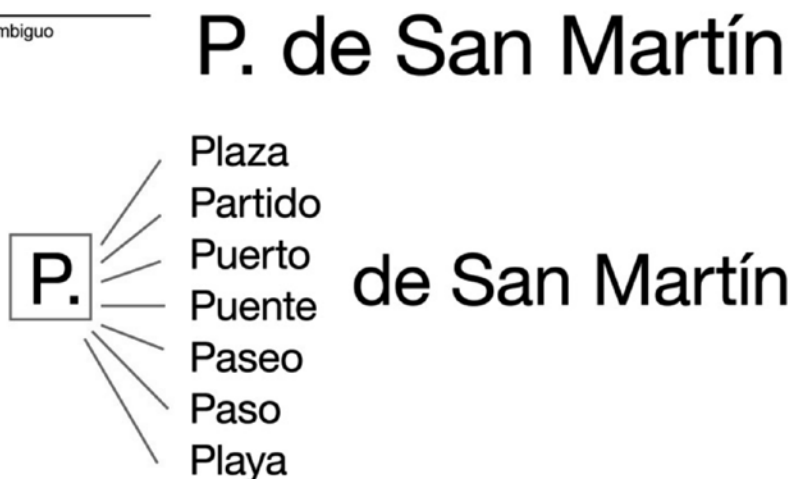 mbiguo
P. de San Martín
Plaza
Partido
Puerto
P.
Puente
de San Martín
Paseo
Paso
Playa